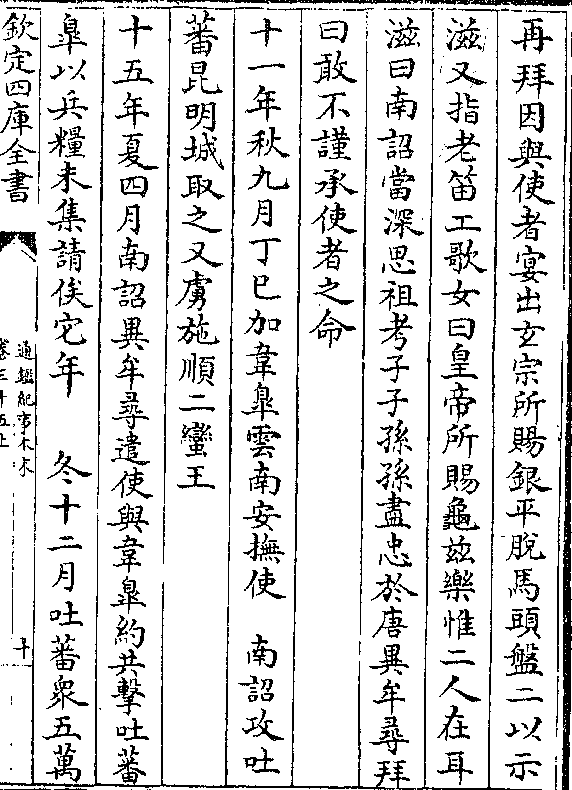 再拜因與使者宴出𤣥宗所賜銀平脫馬頭盤二以示
滋又指老笛工歌女曰皇帝所賜龜兹樂惟二人在耳
滋曰南詔當深思祖考子子孫孫盡忠於唐異牟尋拜
曰敢不謹承使者之命
十一年秋九月丁巳加韋臯雲南安撫使　南詔攻吐
蕃昆明城取之又虜施順二蠻王
十五年夏四月南詔異牟尋遣使與韋臯約共擊吐蕃
臯以兵糧未集請俟它年　冬十二月吐蕃衆五萬
欽定四庫全書
通鑑紀事本末
卷三十五上
十